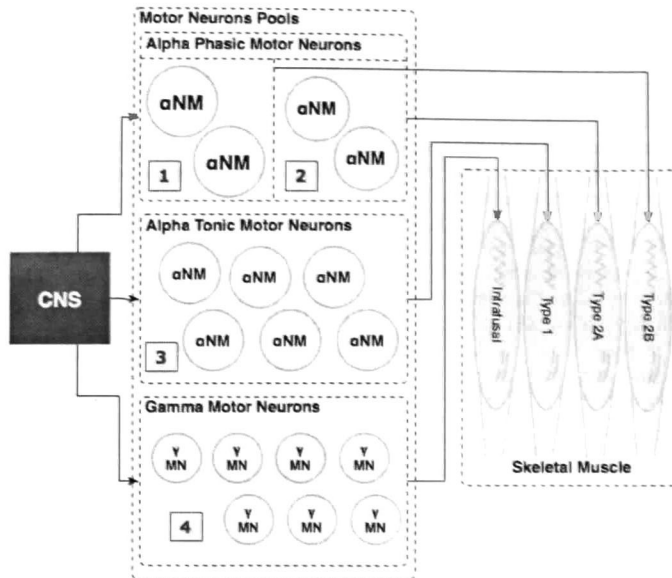 Motor Neurons Pools
Alpha Phasic Motor Neurons
αNM
αNM
1
αNM
αNM
2
Alpha Tonic Motor Neurons
αNM
αNM
αNM
αNM
αNM
αNM
3
CNS
Gamma Motor Neurons
γ
MN
γ
MN
γ
MN
γ
MN
γ
MN
γ
MN
γ
MN
4
Intrafusal
Type 1
Type 2A
Type 2B
Skeletal Muscle